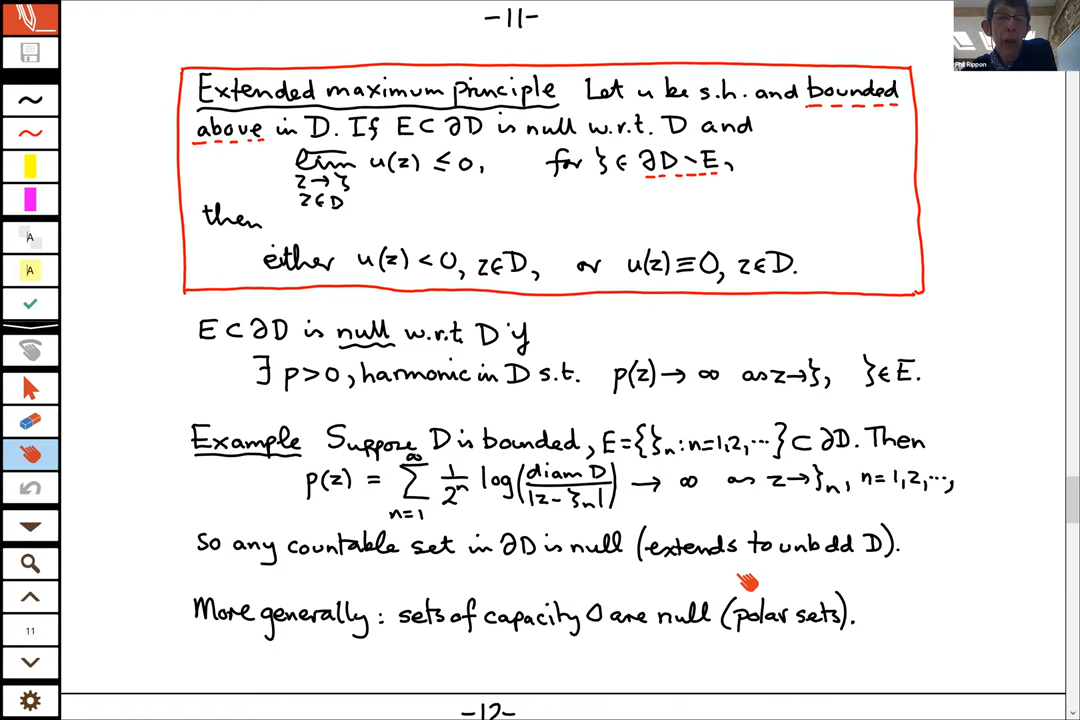 -11-
Phil Rippon
Extended maximum principle Let u be s.h. and bounded
above in D. If E ⊂ ∂D is null w.r.t. D and
lim u(z) ≤ 0, for ζ ∈ ∂D \ E,
z → ζ
z ∈ D
then
either u(z) < 0, z ∈ D, or u(z) ≡ 0, z ∈ D.
E ⊂ ∂D is null w.r.t. D if
∃ p > 0, harmonic in D s.t. p(z) → ∞ as z → ζ, ζ ∈ E.
Example Suppose D is bounded, E = {ζn : n = 1, 2, ...} ⊂ ∂D. Then
p(z) = ∑_{n=1}^{∞} 1/2^n log(diam D / |z - ζn|) → ∞ as z → ζn, n = 1, 2, ...,
So any countable set in ∂D is null (extends to unbdd D).
More generally: sets of capacity 0 are null (polar sets).
11
-12-